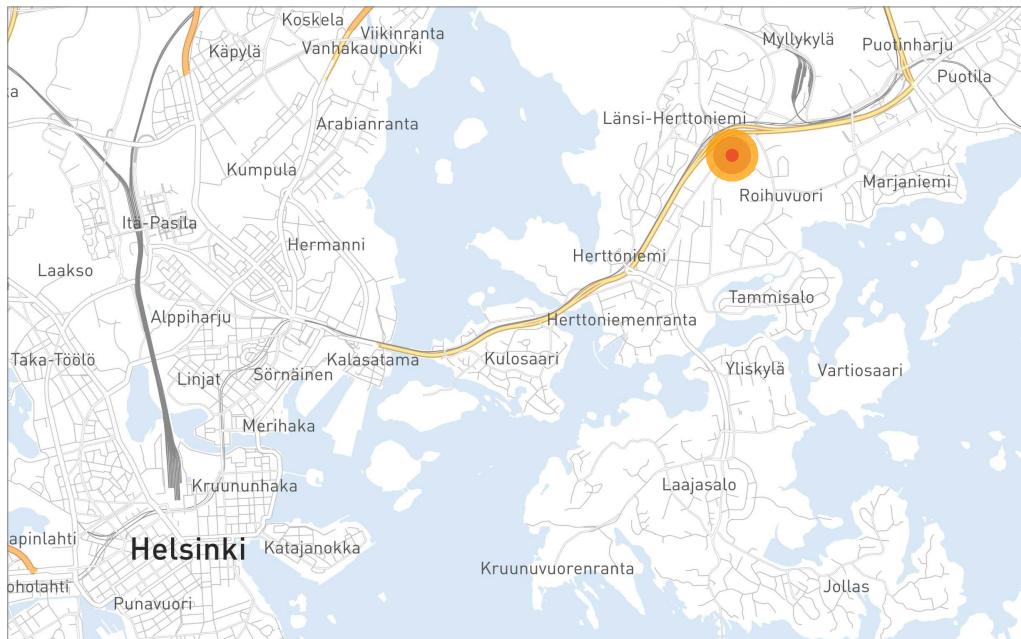 Koskela
Viikinranta
Käpylä
Vanhakaupunki
Myllykylä
Puotinharju
Puotila
Arabianranta
Länsi-Herttoniemi
Kumpula
Roihuvuori
Marjaniemi
Itä-Pasila
Hermanni
Laakso
Herttoniemi
Tammisalo
Alppiharju
Herttoniemenranta
Taka-Töölö
Linjat
Sörnäinen
Kalasatama
Kulosaari
Yliskylä
Vartiosaari
Merihaka
Kruununhaka
Laajasalo
apinlahti
Helsinki
Katajanokka
Kruunuvuorenranta
oholahti
Punavuori
Jollas